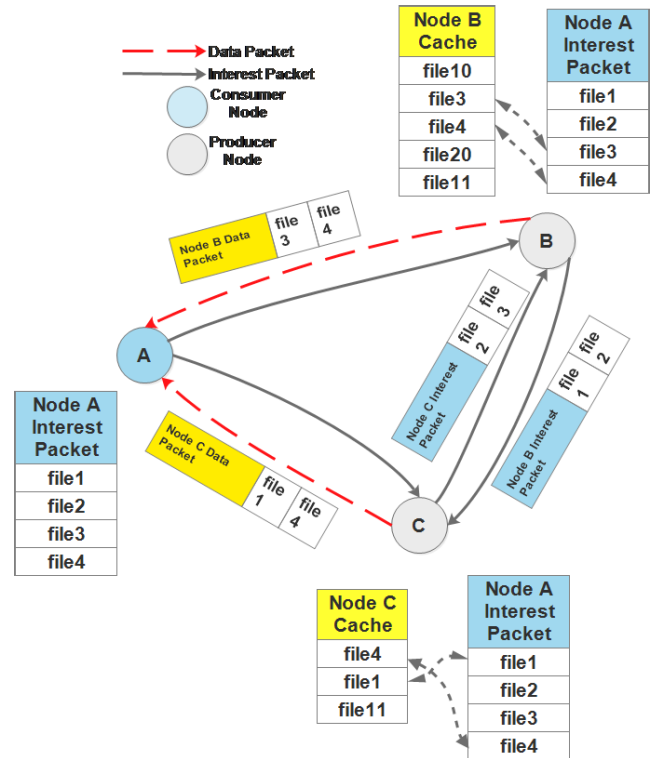 Data Packet
Interest Packet
Consumer
Node
Producer
Node
Node B
Cache
file10
file3
file4
file20
file11
Node A
Interest
Packet
file1
file2
file3
file4
Node B Data
Packet
file
3
file
4
B
A
Node C Interest
Packet
file
2
file
3
Node B Interest
Packet
file
1
file
2
Node A
Interest
Packet
file1
file2
file3
file4
Node C Data
Packet
file
1
file
4
C
Node C
Cache
file4
file1
file11
Node A
Interest
Packet
file1
file2
file3
file4